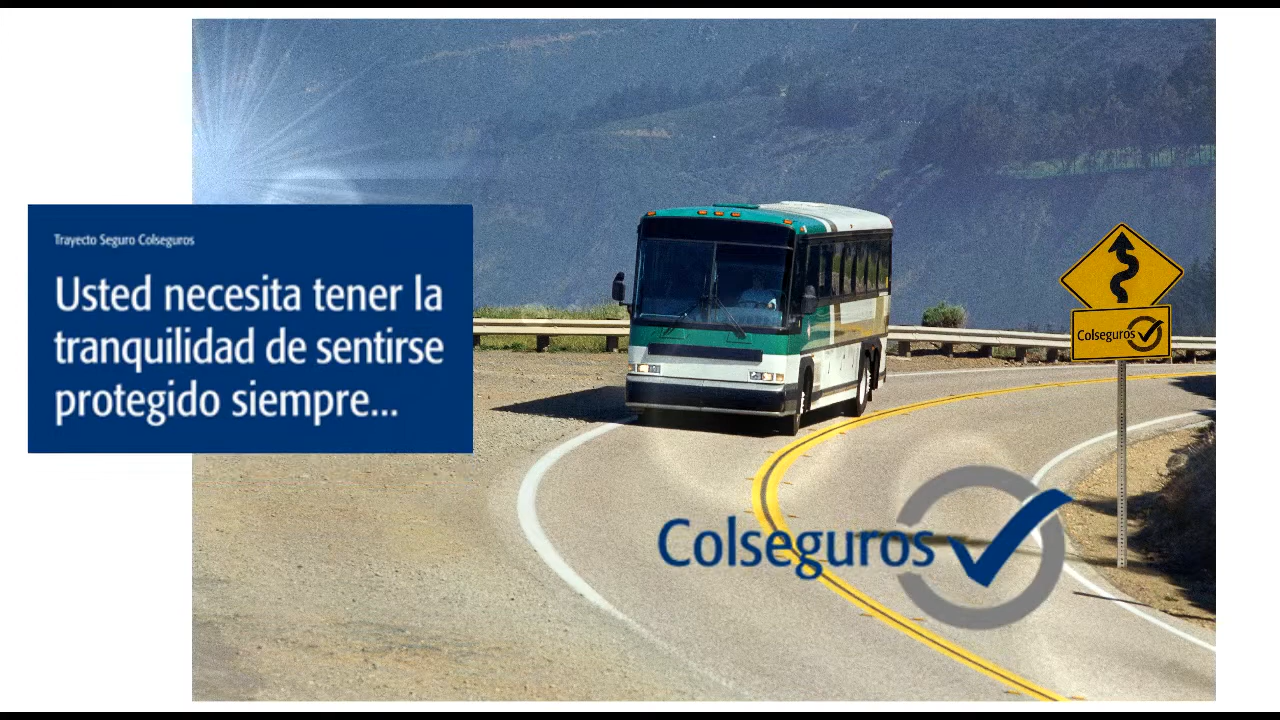 Trayecto Seguro Colseguros
Usted necesita tener la
tranquilidad de sentirse
protegido siempre...
Colseguros
Colseguros